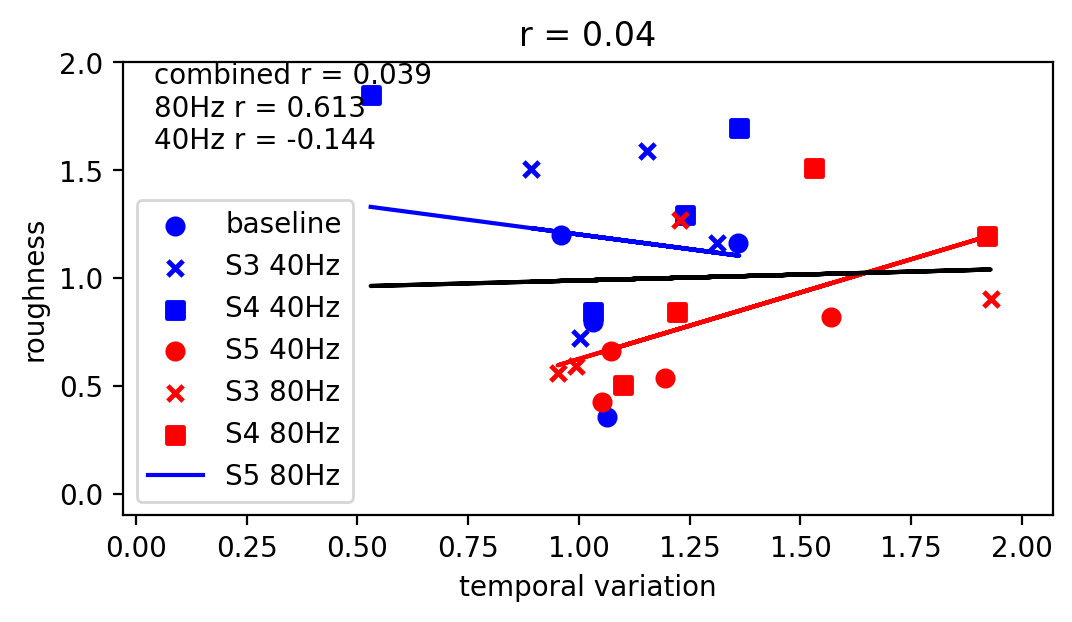 r = 0.04
combined r = 0.039
80Hz r = 0.613
40Hz r = -0.144
baseline
S3 40Hz
S4 40Hz
S5 40Hz
S3 80Hz
S4 80Hz
S5 80Hz
roughness
2.0
1.5
1.0
0.5
0.0
0.00 0.25 0.50 0.75 1.00 1.25 1.50 1.75 2.00
temporal variation